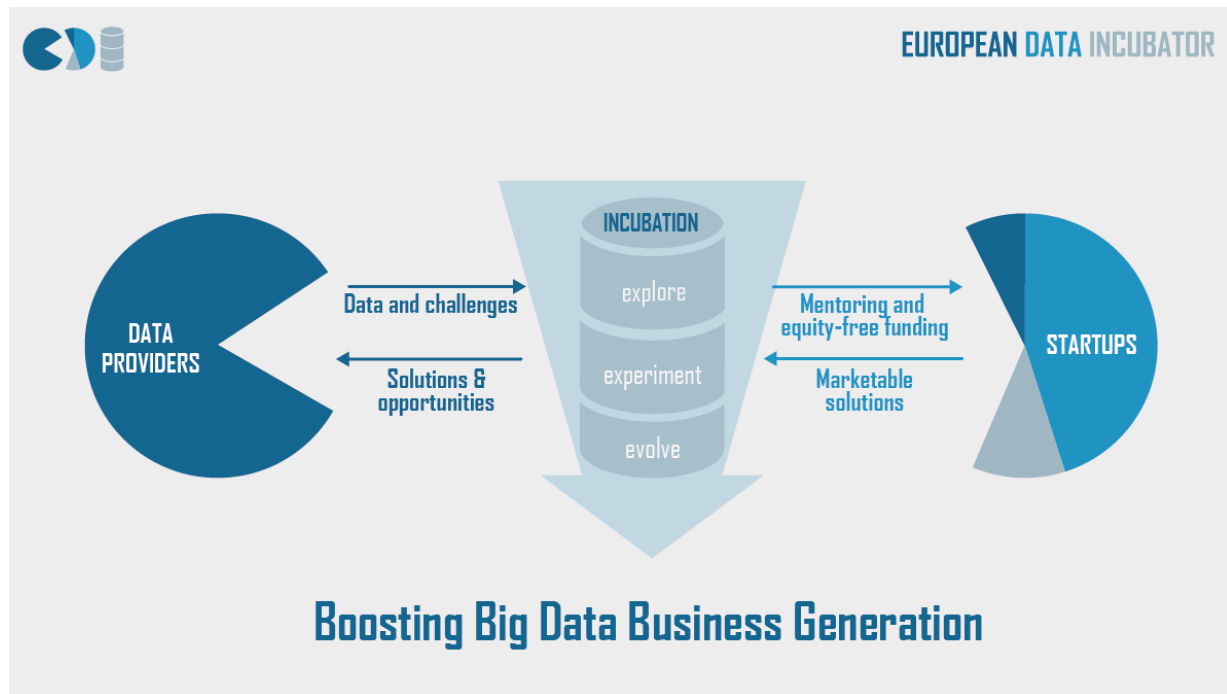 EUROPEAN DATA INCUBATOR
INCUBATION
explore
experiment
evolve
DATA
PROVIDERS
Data and challenges
Solutions &
opportunities
Mentoring and
equity-free funding
Marketable
solutions
STARTUPS
Boosting Big Data Business Generation